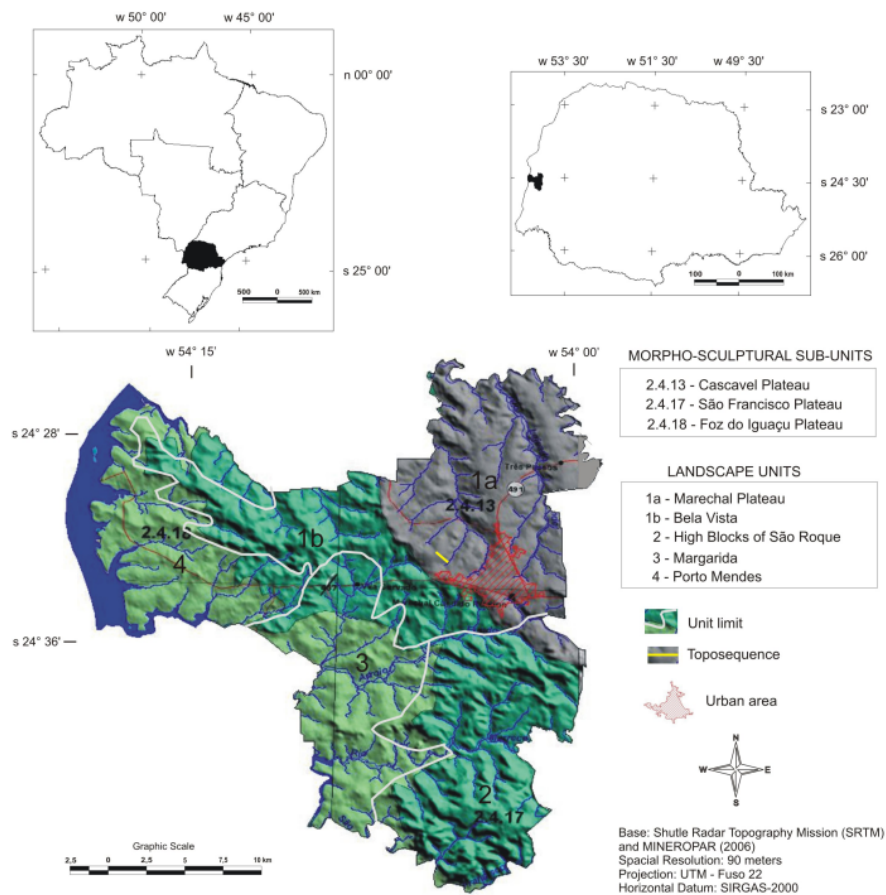 w 50° 00' w 45° 00'
n 00° 00'
s 25° 00'
500 0 500 km
w 53° 30' w 51° 30' w 49° 30'
s 23° 00'
s 24° 30'
s 26° 00'
100 0 100 km
w 54° 15' w 54° 00'
s 24° 28'
s 24° 36'
1a
2.4.13
491
1b
2.4.18
4
3
2
2.4.17
MORPHO-SCULPTURAL SUB-UNITS
2.4.13 - Cascavel Plateau
2.4.17 - São Francisco Plateau
2.4.18 - Foz do Iguaçu Plateau
LANDSCAPE UNITS
1a - Marechal Plateau
1b - Bela Vista
2 - High Blocks of São Roque
3 - Margarida
4 - Porto Mendes
Unit limit
Toposequence
Urban area
N
W E
S
Graphic Scale
2,5 0 2,5 5 7,5 10 km
Base: Shutle Radar Topography Mission (SRTM)
and MINEROPAR (2006)
Spacial Resolution: 90 meters
Projection: UTM - Fuso 22
Horizontal Datum: SIRGAS-2000